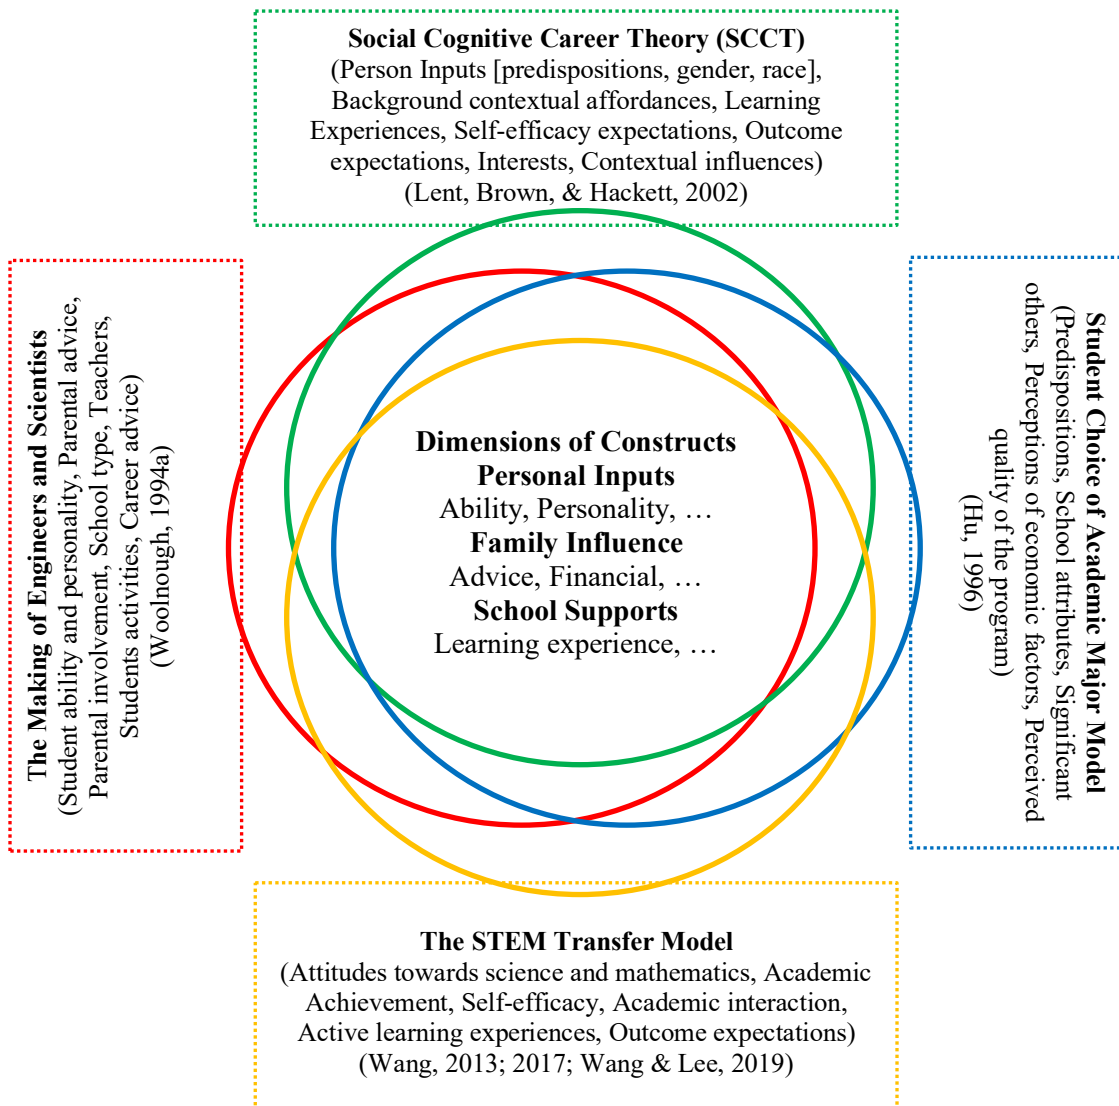 Social Cognitive Career Theory (SCCT)
(Person Inputs [predispositions, gender, race],
Background contextual affordances, Learning
Experiences, Self-efficacy expectations, Outcome
expectations, Interests, Contextual influences)
(Lent, Brown, & Hackett, 2002)
The Making of Engineers and Scientists
(Student ability and personality, Parental advice,
Parental involvement, School type, Teachers,
Students activities, Career advice)
(Woolnough, 1994a)
Dimensions of Constructs
Personal Inputs
Ability, Personality, …
Family Influence
Advice, Financial, …
School Supports
Learning experience, …
Student Choice of Academic Major Model
(Predispositions, School attributes, Significant
others, Perceptions of economic factors, Perceived
quality of the program)
(Hu, 1996)
The STEM Transfer Model
(Attitudes towards science and mathematics, Academic
Achievement, Self-efficacy, Academic interaction,
Active learning experiences, Outcome expectations)
(Wang, 2013; 2017; Wang & Lee, 2019)